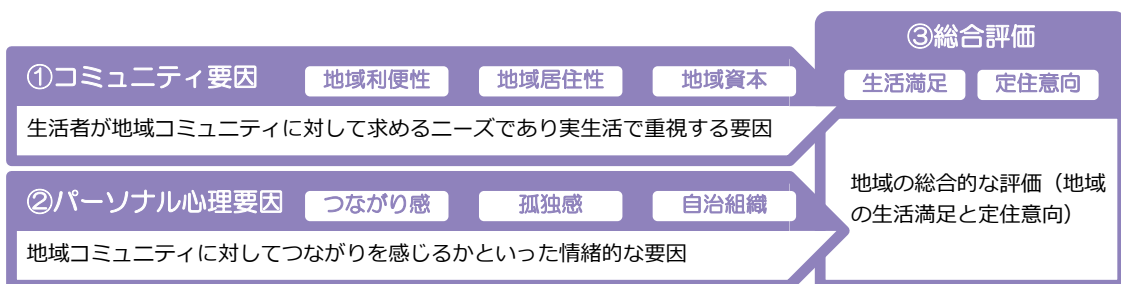 ①コミュニティ要因 地域利便性 地域居住性 地域資本
生活者が地域コミュニティに対して求めるニーズであり実生活で重視する要因
②パーソナル心理要因 つながり感 孤独感 自治組織
地域コミュニティに対してつながりを感じるかといった情緒的な要因
③総合評価
生活満足 定住意向
地域の総合的な評価（地域
の生活満足と定住意向）